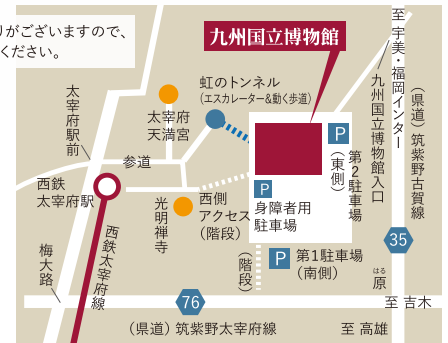 りがございますので、
ください。
九州国立博物館
至 宇美・福岡インター
九州国立博物館入口
（県道）筑紫野古賀線
虹のトンネル
（エスカレーター&動く歩道）
太宰府
天満宮
太宰府
駅前
参道
P
第2駐車場
（東側）
西鉄
太宰府駅
光明禅寺
西側
アクセス
（階段）
P
身障者用
駐車場
35
梅大路
西鉄太宰府線
（階段）
P
第1駐車場
（南側）
はる
原
76
至 吉木
（県道）筑紫野太宰府線
至 高雄